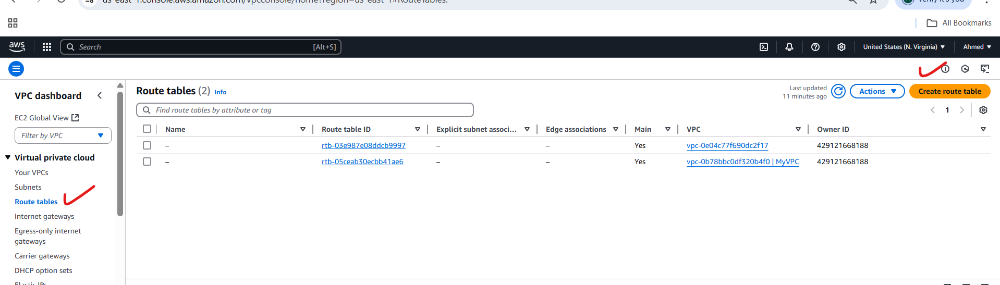 us-east-1.console.aws.amazon.com/vpcconsole/home?region=us-east-1#RouteTables:
Verify it's you
All Bookmarks
aws
Search
[Alt+S]
United States (N. Virginia)
Ahmed
VPC dashboard
EC2 Global View
Filter by VPC
Virtual private cloud
Your VPCs
Subnets
Route tables
Internet gateways
Egress-only internet
gateways
Carrier gateways
DHCP option sets
Elastic IPs
Route tables (2) Info
Last updated
11 minutes ago
Actions
Create route table
Find route tables by attribute or tag
1
Name Route table ID Explicit subnet associ... Edge associations Main VPC Owner ID
– rtb-03e987e08ddcb9997 – – Yes vpc-0e04c77f690dc2f17 429121668188
– rtb-05ceab30ecbb41ae6 – – Yes vpc-0b78bbc0df320b4f0 | MyVPC 429121668188